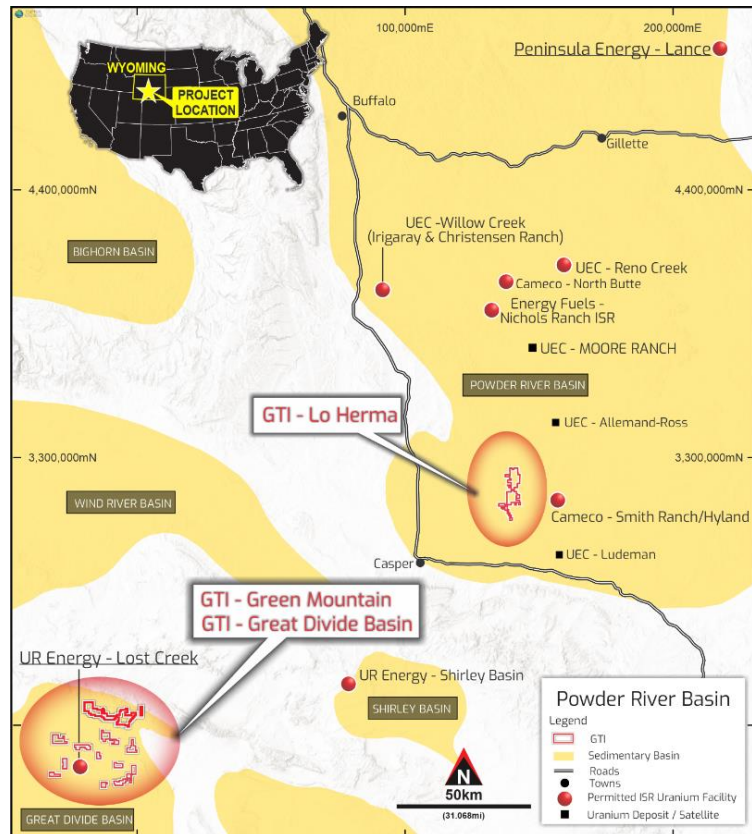 100,000mE
200,000mE
Peninsula Energy - Lance
WYOMING
PROJECT
LOCATION
Buffalo
Gillette
4,400,000mN
4,400,000mN
UEC -Willow Creek
(Irigaray & Christensen Ranch)
BIGHORN BASIN
UEC - Reno Creek
Cameco - North Butte
Energy Fuels -
Nichols Ranch ISR
UEC - MOORE RANCH
POWDER RIVER BASIN
GTI - Lo Herma
UEC - Allemand-Ross
3,300,000mN
3,300,000mN
WIND RIVER BASIN
Cameco - Smith Ranch/Hyland
UEC - Ludeman
Casper
GTI - Green Mountain
GTI - Great Divide Basin
UR Energy - Lost Creek
UR Energy - Shirley Basin
SHIRLEY BASIN
GREAT DIVIDE BASIN
N
50km
(31.068mi)
Powder River Basin
Legend
GTI
Sedimentary Basin
Roads
Towns
Permitted ISR Uranium Facility
Uranium Deposit / Satellite